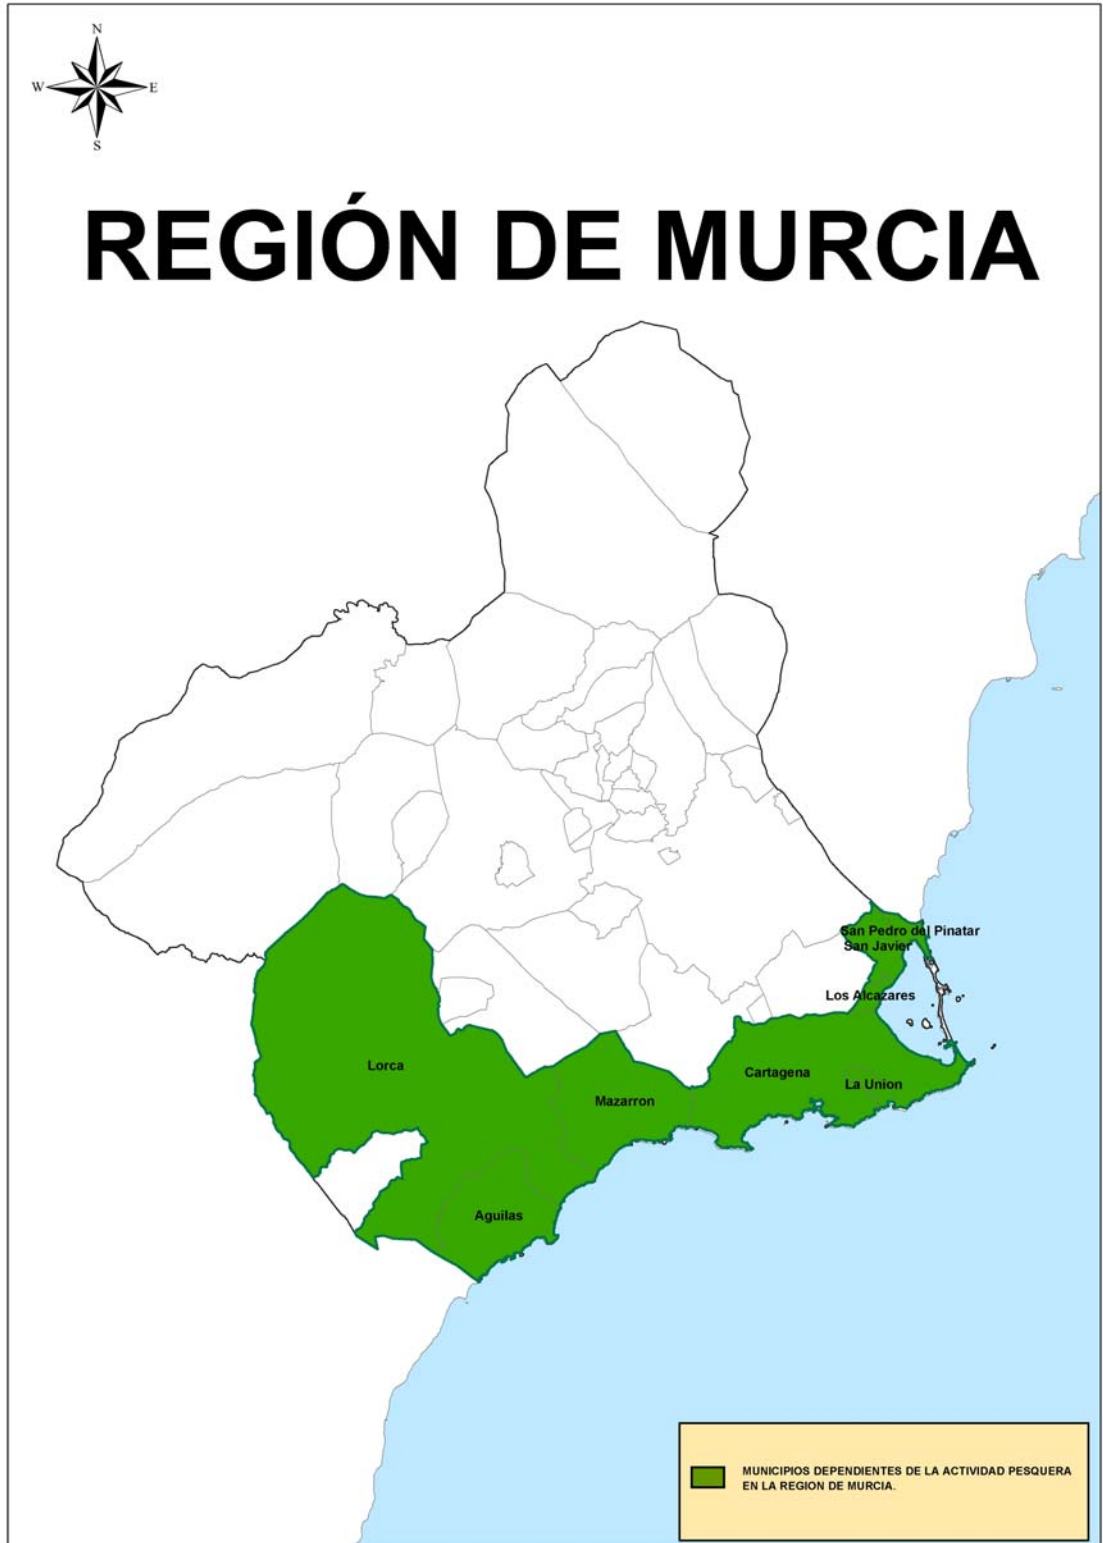 N
W E
S
REGIÓN DE MURCIA
San Pedro del Pinatar
San Javier
Los Alcazares
Lorca
Cartagena
La Union
Mazarron
Aguilas
MUNICIPIOS DEPENDIENTES DE LA ACTIVIDAD PESQUERA
EN LA REGION DE MURCIA.